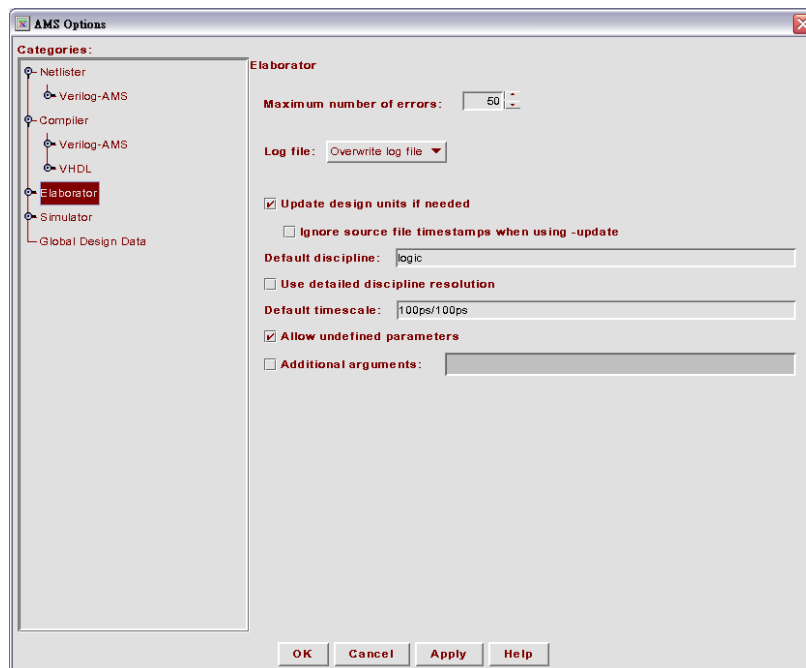 AMS Options
Categories:
Netlister
Verilog-AMS
Compiler
Verilog-AMS
VHDL
Elaborator
Simulator
Global Design Data
Elaborator
Maximum number of errors: 50
Log file: Overwrite log file
Update design units if needed
Ignore source file timestamps when using -update
Default discipline: logic
Use detailed discipline resolution
Default timescale: 100ps/100ps
Allow undefined parameters
Additional arguments:
OK Cancel Apply Help